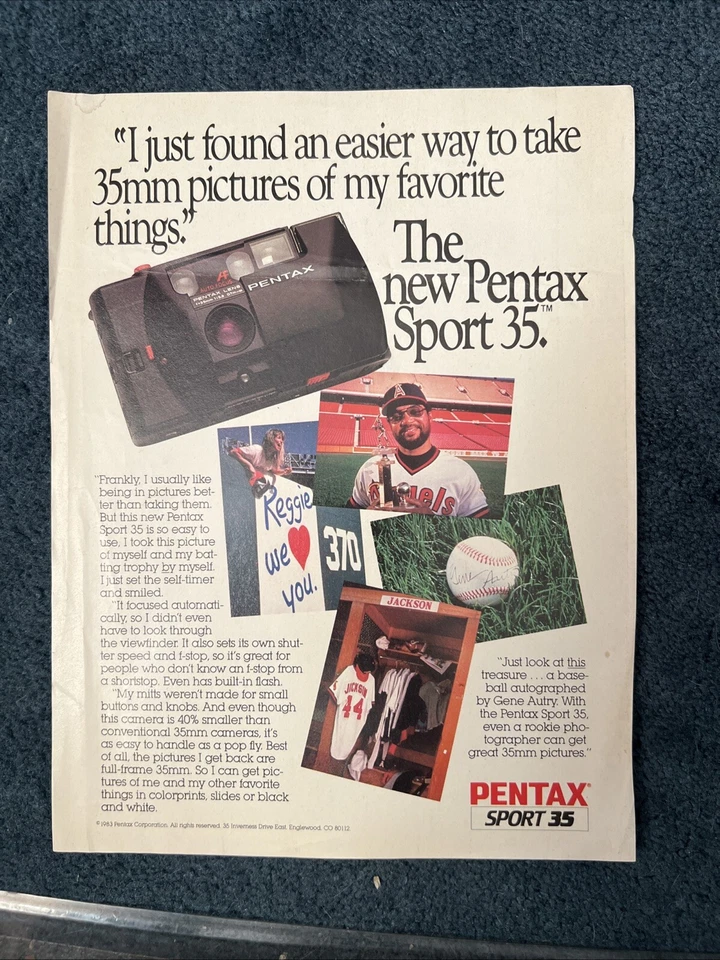 "I just found an easier way to take
35mm pictures of my favorite
things."
The
new Pentax
Sport 35.™
AF
AUTO FOCUS
PENTAX LENS
PENTAX
A
Angels
Reggie
we ♥
you.
370
JACKSON
JACKSON
44
Gene Autry
"Frankly, I usually like
being in pictures bet-
ter than taking them.
But this new Pentax
Sport 35 is so easy to
use, I took this picture
of myself and my bat-
ting trophy by myself.
I just set the self-timer
and smiled.
"It focused automati-
cally, so I didn't even
have to look through
the viewfinder. It also sets its own shut-
ter speed and f-stop, so it's great for
people who don't know an f-stop from
a shortstop. Even has built-in flash.
"My mitts weren't made for small
buttons and knobs. And even though
this camera is 40% smaller than
conventional 35mm cameras, it's
as easy to handle as a pop fly. Best
of all, the pictures I get back are
full-frame 35mm. So I can get pic-
tures of me and my other favorite
things in colorprints, slides or black
and white.
"Just look at this
treasure . . . a base-
ball autographed
by Gene Autry. With
the Pentax Sport 35,
even a rookie pho-
tographer can get
great 35mm pictures."
PENTAX®
SPORT 35
©1983 Pentax Corporation. All rights reserved. 35 Inverness Drive East, Englewood, CO 80112